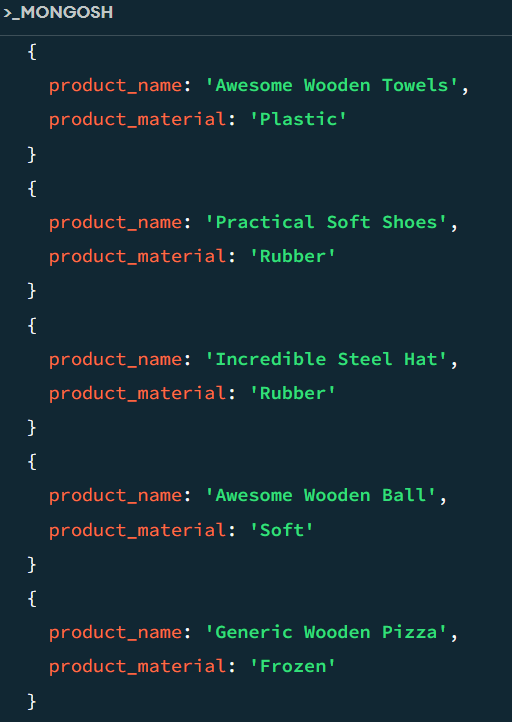 >_MONGOSH
{
product_name: 'Awesome Wooden Towels',
product_material: 'Plastic'
}
{
product_name: 'Practical Soft Shoes',
product_material: 'Rubber'
}
{
product_name: 'Incredible Steel Hat',
product_material: 'Rubber'
}
{
product_name: 'Awesome Wooden Ball',
product_material: 'Soft'
}
{
product_name: 'Generic Wooden Pizza',
product_material: 'Frozen'
}